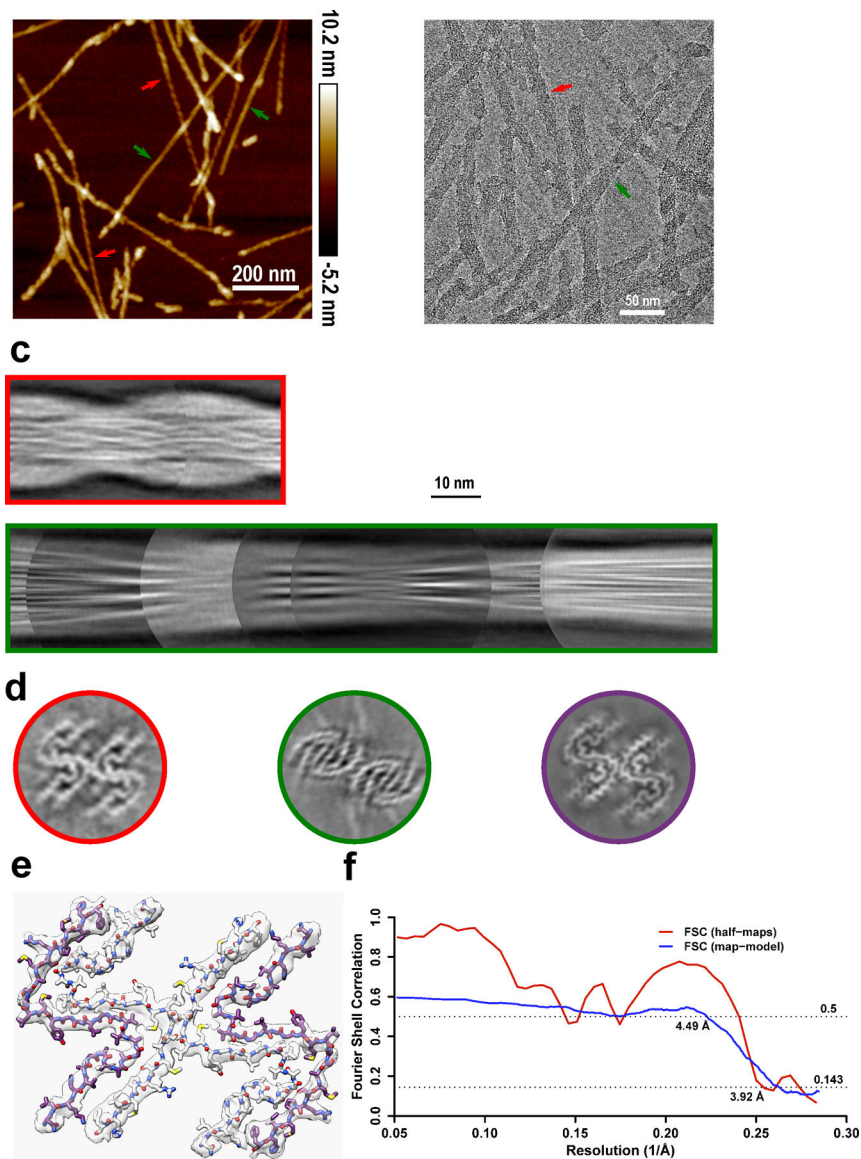 10.2 nm
-5.2 nm
200 nm
50 nm
c
10 nm
d
e
f
FSC (half−maps)
FSC (map−model)
Fourier Shell Correlation
1.0
0.8
0.6
0.4
0.2
0.0
0.5
4.49 Å
0.143
3.92 Å
0.05
0.10
0.15
0.20
0.25
0.30
Resolution (1/Å)